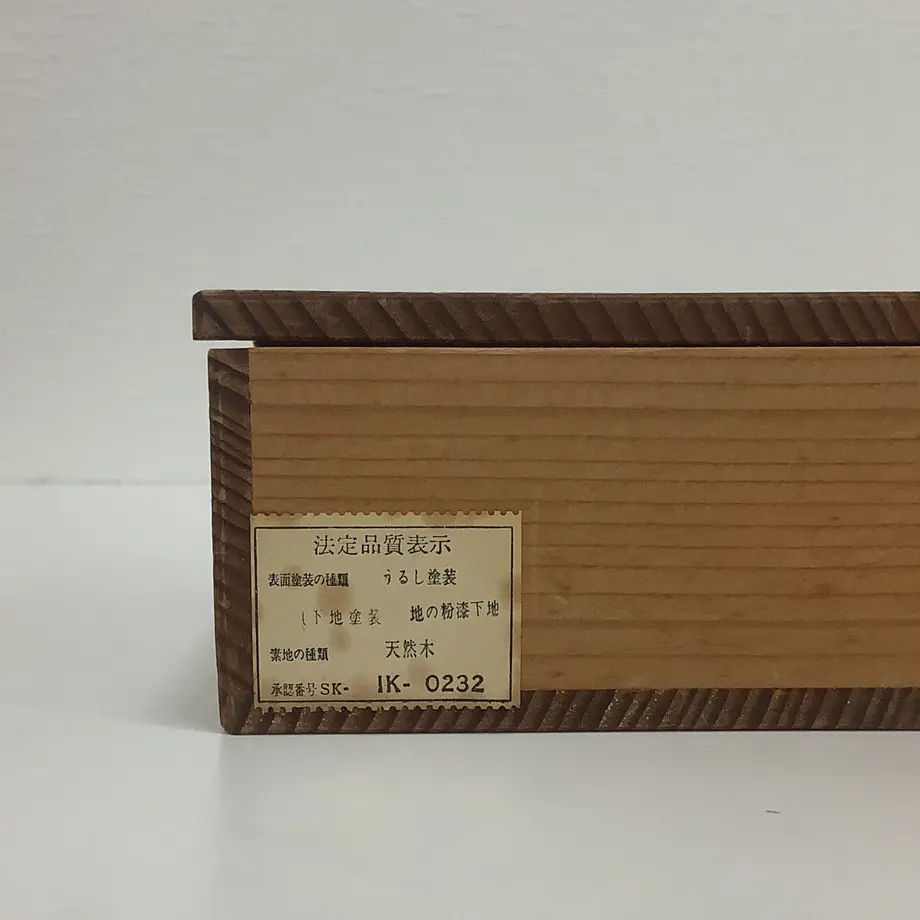 法定品質表示
表面塗装の種類 うるし塗装
(下地塗装 地の粉漆下地
素地の種類 天然木
承認番号 SK- IK- 0232